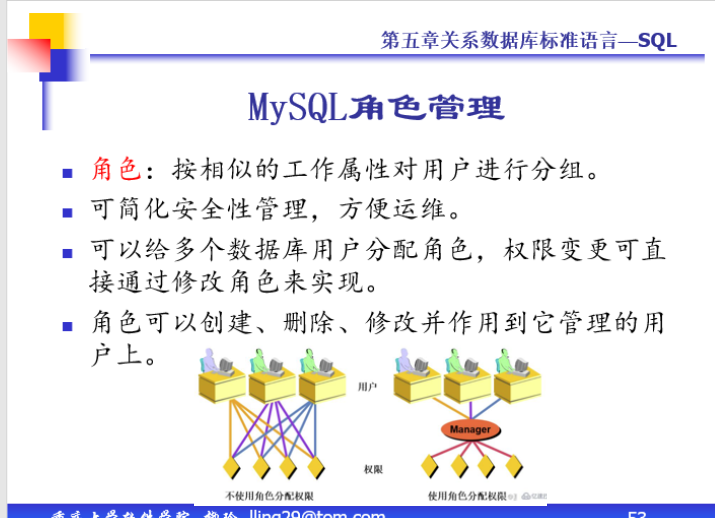 第五章关系数据库标准语言—SQL
MySQL角色管理
角色：按相似的工作属性对用户进行分组。
可简化安全性管理，方便运维。
可以给多个数据库用户分配角色，权限变更可直
接通过修改角色来实现。
角色可以创建、删除、修改并作用到它管理的用
户上。
用户
Manager
权限
不使用角色分配权限
使用角色分配权限
lling29@tom.com
53